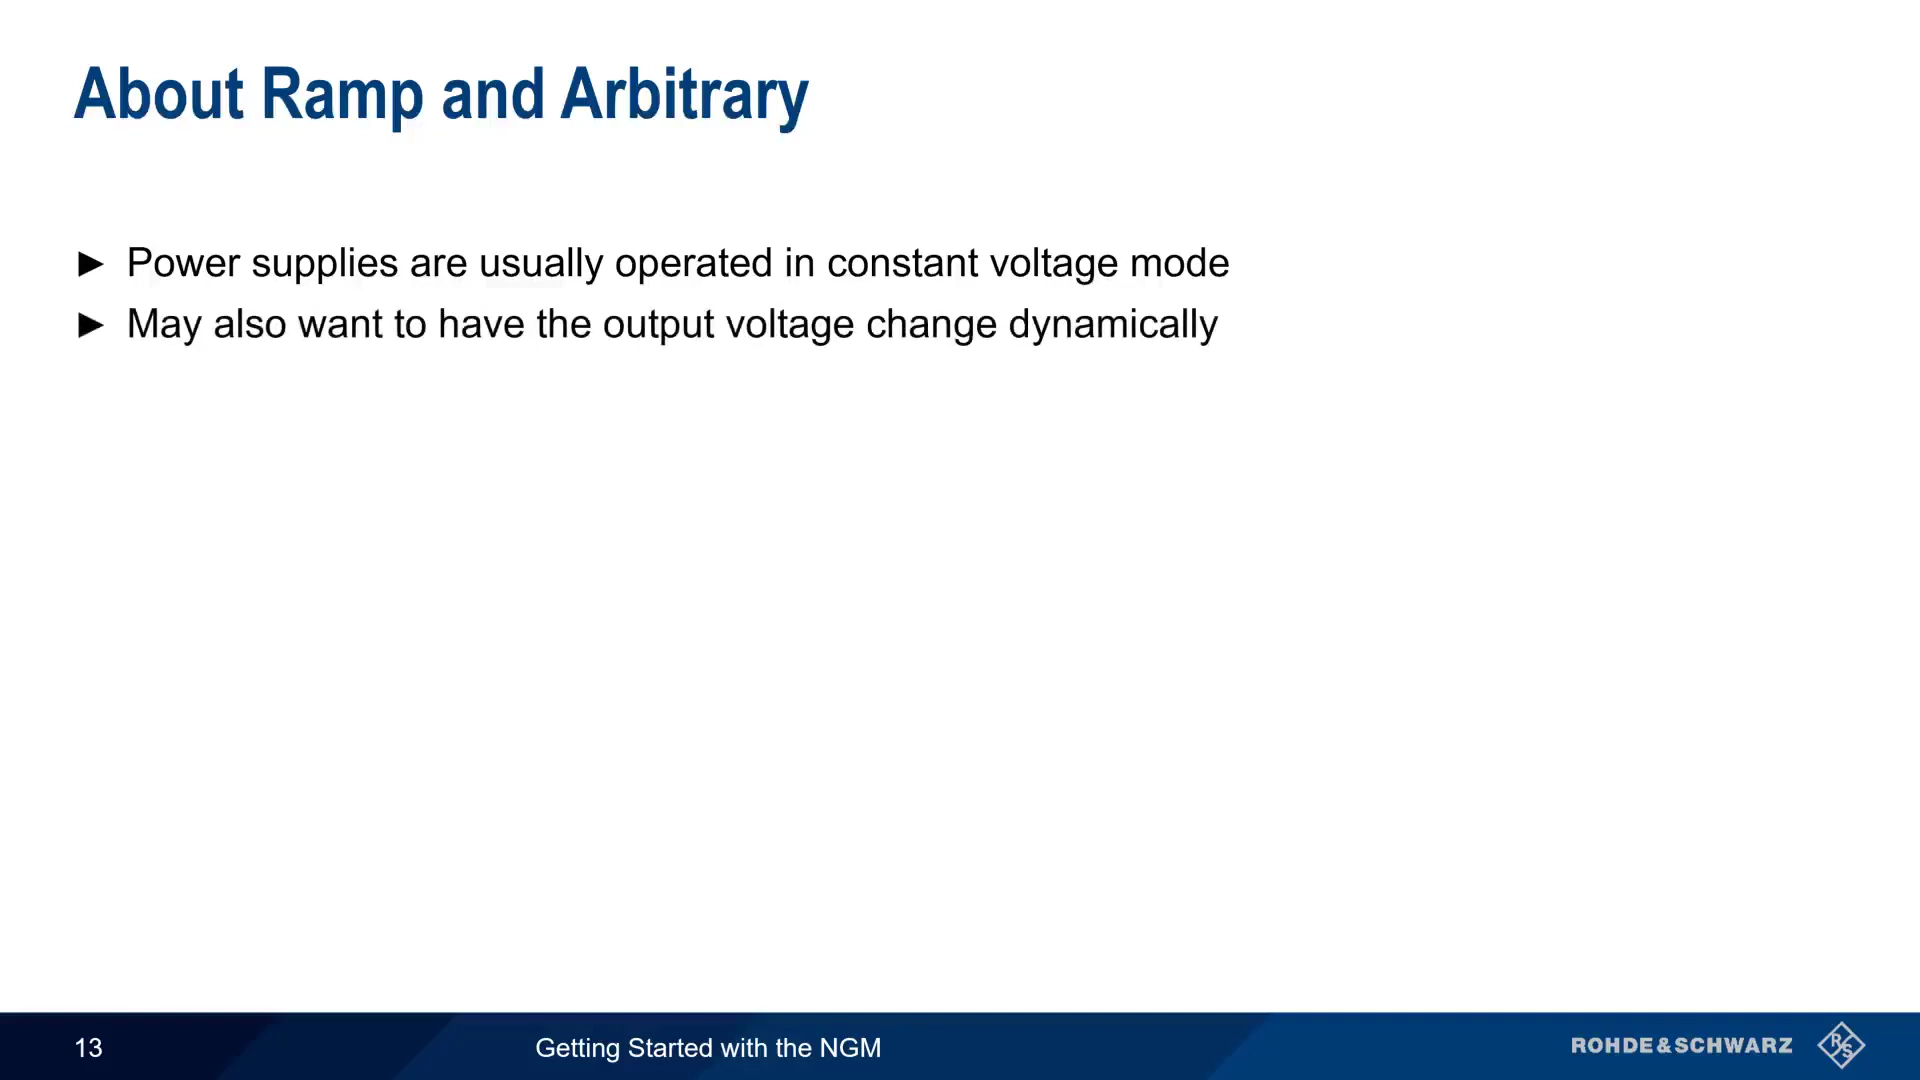 About Ramp and Arbitrary
► Power supplies are usually operated in constant voltage mode
► May also want to have the output voltage change dynamically
13
Getting Started with the NGM
ROHDE&SCHWARZ
R&S